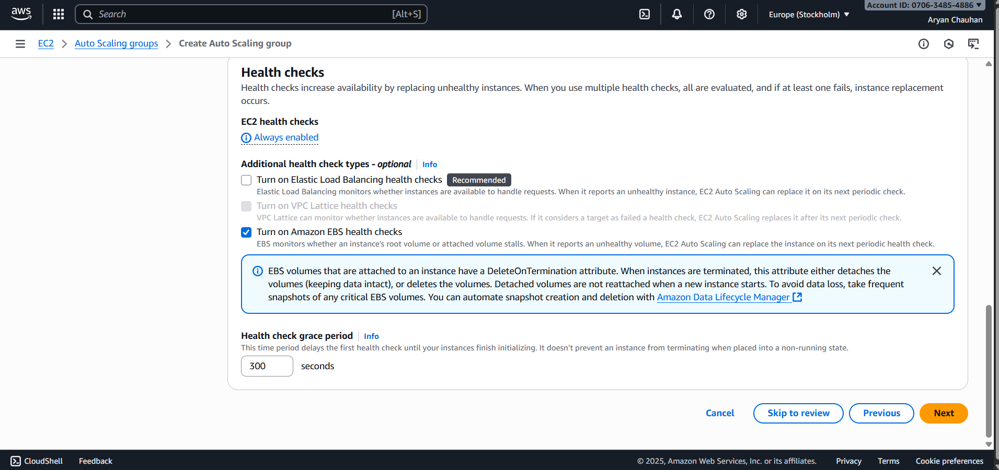 aws
Search
[Alt+S]
Europe (Stockholm)
Account ID: 0706-3485-4886
Aryan Chauhan
EC2
Auto Scaling groups
Create Auto Scaling group
Health checks
Health checks increase availability by replacing unhealthy instances. When you use multiple health checks, all are evaluated, and if at least one fails, instance replacement
occurs.
EC2 health checks
Always enabled
Additional health check types - optional
Info
Turn on Elastic Load Balancing health checks
Recommended
Elastic Load Balancing monitors whether instances are available to handle requests. When it reports an unhealthy instance, EC2 Auto Scaling can replace it on its next periodic check.
Turn on VPC Lattice health checks
VPC Lattice can monitor whether instances are available to handle requests. If it considers a target as failed a health check, EC2 Auto Scaling replaces it after its next periodic check.
Turn on Amazon EBS health checks
EBS monitors whether an instance's root volume or attached volume stalls. When it reports an unhealthy volume, EC2 Auto Scaling can replace the instance on its next periodic health check.
EBS volumes that are attached to an instance have a DeleteOnTermination attribute. When instances are terminated, this attribute either detaches the
volumes (keeping data intact), or deletes the volumes. Detached volumes are not reattached when a new instance starts. To avoid data loss, take frequent
snapshots of any critical EBS volumes. You can automate snapshot creation and deletion with Amazon Data Lifecycle Manager
Health check grace period
Info
This time period delays the first health check until your instances finish initializing. It doesn't prevent an instance from terminating when placed into a non-running state.
300
seconds
Cancel
Skip to review
Previous
Next
CloudShell
Feedback
© 2025, Amazon Web Services, Inc. or its affiliates.
Privacy
Terms
Cookie preferences